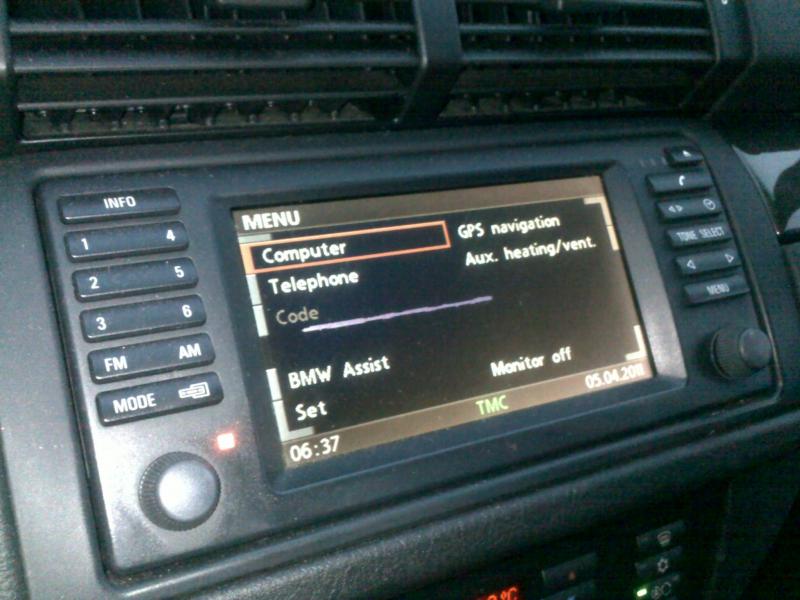 INFO
1 4
2 5
3 6
FM AM
MODE
MENU
Computer
GPS navigation
Telephone
Aux. heating/vent.
Code
BMW Assist
Monitor off
Set
06:37
TMC
05.04.2011
TONE SELECT
MENU